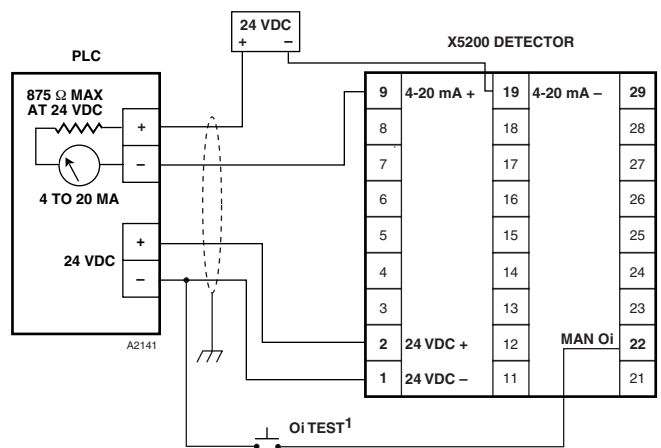 24 VDC
+ –
PLC
X5200 DETECTOR
875 Ω MAX
AT 24 VDC
+
–
4 TO 20 MA
24 VDC
+
–
A2141
9 4-20 mA + 19 4-20 mA – 29
8 18 28
7 17 27
6 16 26
5 15 25
4 14 24
3 13 23
2 24 VDC + 12 MAN Oi 22
1 24 VDC – 11 21
Oi TEST1